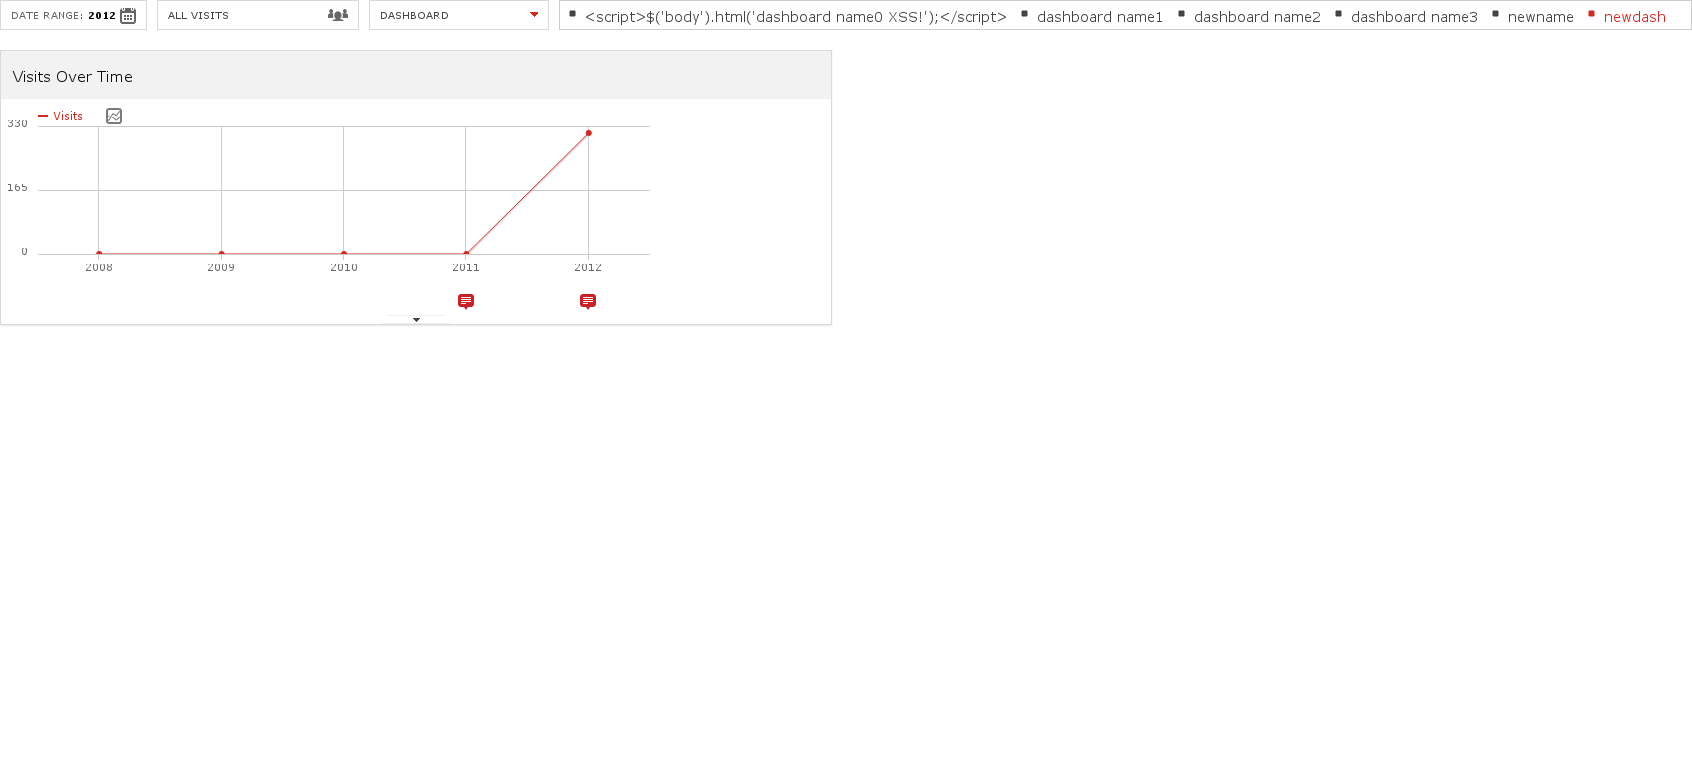 DATE RANGE: 2012 ALL VISITS DASHBOARD <script>$('body').html('dashboard name0 XSS!');</script> dashboard name1 dashboard name2 dashboard name3 newname newdash
Visits Over Time
Visits
330
165
0
2008 2009 2010 2011 2012